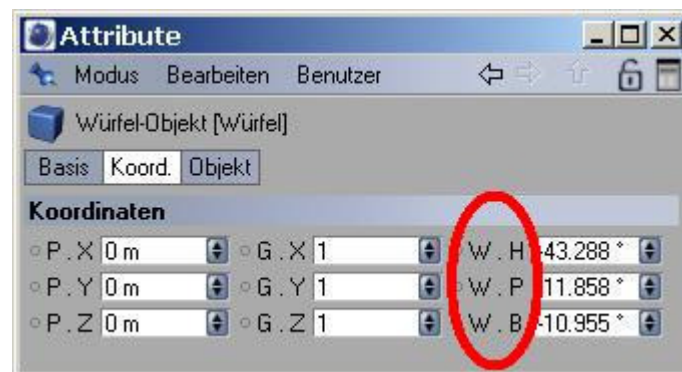 Attribute
Modus Bearbeiten Benutzer
Würfel-Objekt [Würfel]
Basis Koord. Objekt
Koordinaten
P . X 0 m G . X 1 W . H -43.288 °
P . Y 0 m G . Y 1 W . P -11.858 °
P . Z 0 m G . Z 1 W . B -10.955 °